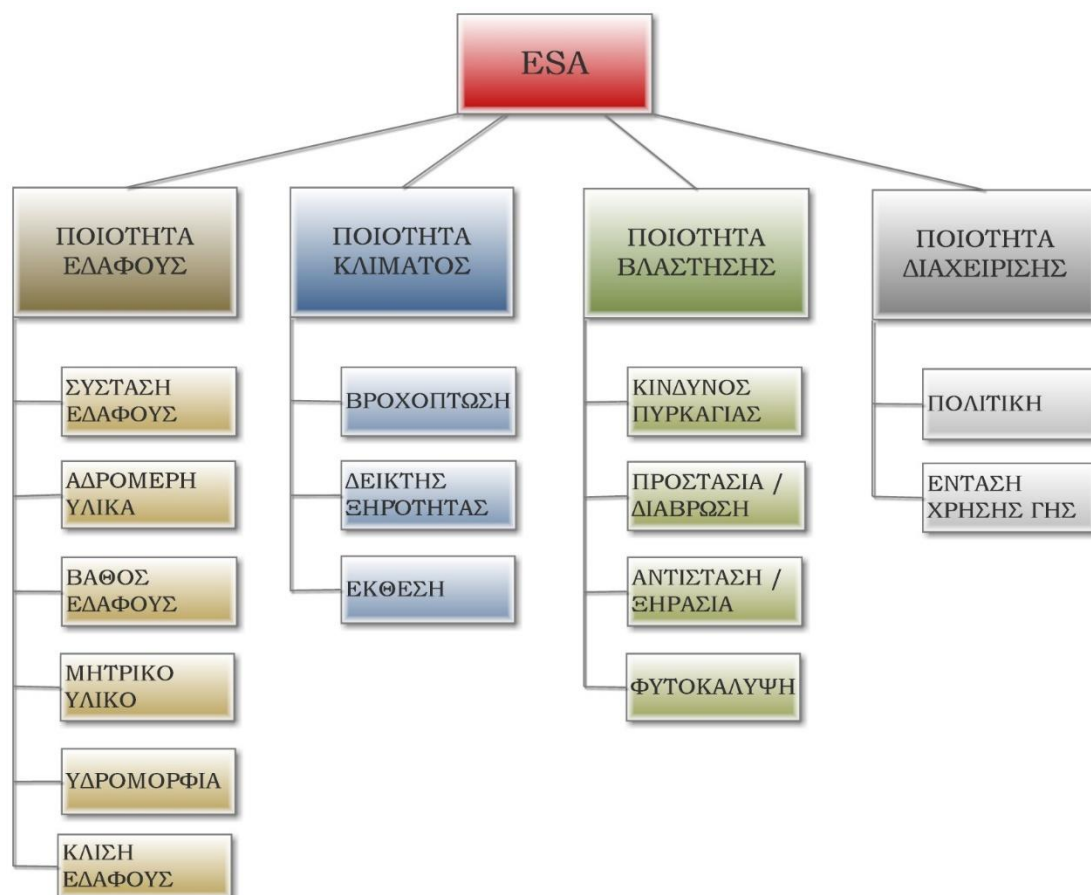 ESA
ΠΟΙΟΤΗΤΑ
ΕΔΑΦΟΥΣ
ΣΥΣΤΑΣΗ
ΕΔΑΦΟΥΣ
ΑΔΡΟΜΕΡΗ
ΥΛΙΚΑ
ΒΑΘΟΣ
ΕΔΑΦΟΥΣ
ΜΗΤΡΙΚΟ
ΥΛΙΚΟ
ΥΔΡΟΜΟΡΦΙΑ
ΚΛΙΣΗ
ΕΔΑΦΟΥΣ
ΠΟΙΟΤΗΤΑ
ΚΛΙΜΑΤΟΣ
ΒΡΟΧΟΠΤΩΣΗ
ΔΕΙΚΤΗΣ
ΞΗΡΌΤΗΤΑΣ
ΕΚΘΕΣΗ
ΠΟΙΟΤΗΤΑ
ΒΛΑΣΤΗΣΗΣ
ΚΙΝΔΥΝΟΣ
ΠΥΡΚΑΓΙΑΣ
ΠΡΟΣΤΑΣΙΑ /
ΔΙΑΒΡΩΣΗ
ΑΝΤΙΣΤΑΣΗ /
ΞΗΡΑΣΙΑ
ΦΥΤΟΚΑΛΥΨΗ
ΠΟΙΟΤΗΤΑ
ΔΙΑΧΕΙΡΙΣΗΣ
ΠΟΛΙΤΙΚΗ
ΕΝΤΑΣΗ
ΧΡΗΣΗΣ ΓΗΣ